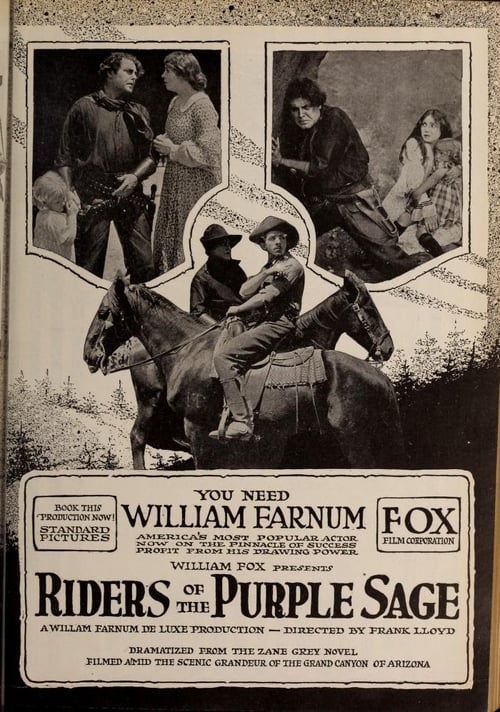 YOU NEED
BOOK THIS
PRODUCTION NOW!
STANDARD
PICTURES
WILLIAM FARNUM
AMERICA'S MOST POPULAR ACTOR
NOW ON THE PINNACLE OF SUCCESS
PROFIT FROM HIS DRAWING POWER
FOX
FILM CORPORATION
WILLIAM FOX PRESENTS
RIDERS OF THE PURPLE SAGE
A WILLAM FARNUM DE LUXE PRODUCTION — DIRECTED BY FRANK LLOYD
DRAMATIZED FROM THE ZANE GREY NOVEL
FILMED AMID THE SCENIC GRANDEUR OF THE GRAND CANYON OF ARIZONA